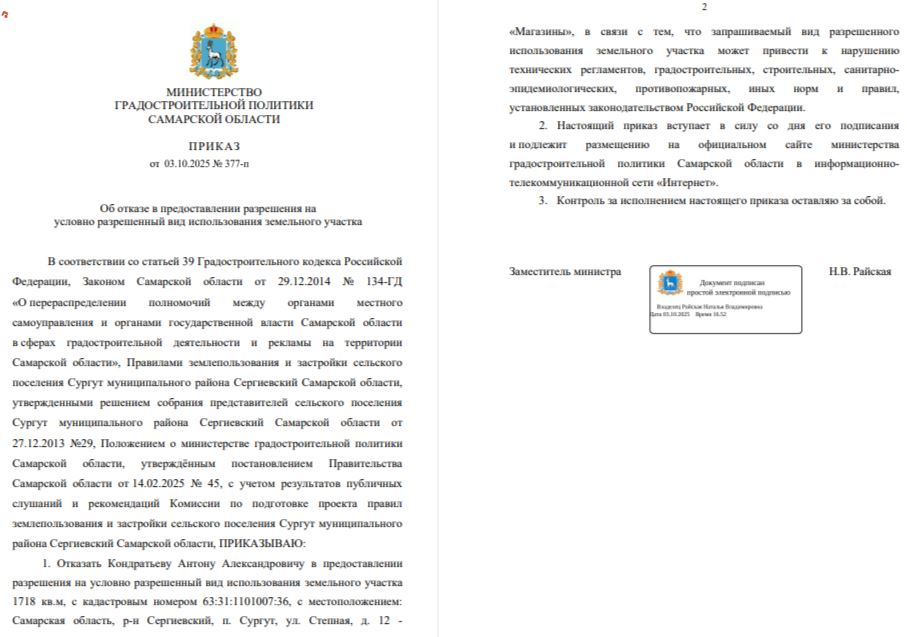 МИНИСТЕРСТВО
ГРАДОСТРОИТЕЛЬНОЙ ПОЛИТИКИ
САМАРСКОЙ ОБЛАСТИ
ПРИКАЗ
от 03.10.2025 № 377-п
Об отказе в предоставлении разрешения на
условно разрешенный вид использования земельного участка
В соответствии со статьей 39 Градостроительного кодекса Российской
Федерации, Законом Самарской области от 29.12.2014 № 134-ГД
«О перераспределении полномочий между органами местного
самоуправления и органами государственной власти Самарской области
в сферах градостроительной деятельности и рекламы на территории
Самарской области», Правилами землепользования и застройки сельского
поселения Сургут муниципального района Сергиевский Самарской области,
утвержденными решением собрания представителей сельского поселения
Сургут муниципального района Сергиевский Самарской области от
27.12.2013 №29, Положением о министерстве градостроительной политики
Самарской области, утверждённым постановлением Правительства
Самарской области от 14.02.2025 № 45, с учетом результатов публичных
слушаний и рекомендаций Комиссии по подготовке проекта правил
землепользования и застройки сельского поселения Сургут муниципального
района Сергиевский Самарской области, ПРИКАЗЫВАЮ:
1. Отказать Кондратьеву Антону Александровичу в предоставлении
разрешения на условно разрешенный вид использования земельного участка
1718 кв.м, с кадастровым номером 63:31:1101007:36, с местоположением:
Самарская область, р-н Сергиевский, п. Сургут, ул. Степная, д. 12 -
2
«Магазины», в связи с тем, что запрашиваемый вид разрешенного
использования земельного участка может привести к нарушению
технических регламентов, градостроительных, строительных, санитарно-
эпидемиологических, противопожарных, иных норм и правил,
установленных законодательством Российской Федерации.
2. Настоящий приказ вступает в силу со дня его подписания
и подлежит размещению на официальном сайте министерства
градостроительной политики Самарской области в информационно-
телекоммуникационной сети «Интернет».
3. Контроль за исполнением настоящего приказа оставляю за собой.
Заместитель министра
Документ подписан
простой электронной подписью
Владелец Райская Наталья Владимировна
Дата 03.10.2025 Время 16.52
Н.В. Райская